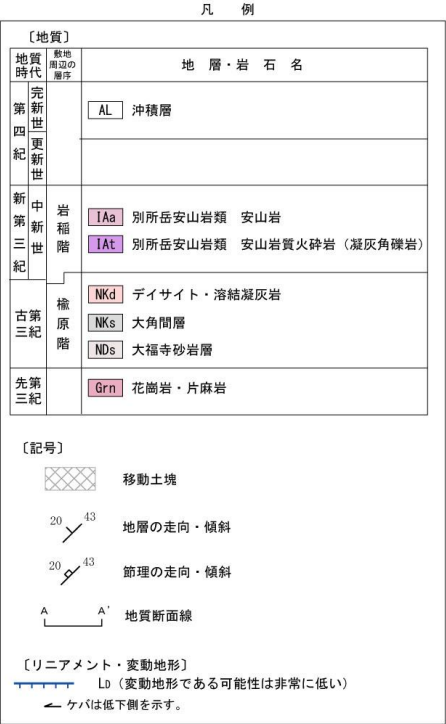 凡 例
〔地質〕
地質時代 敷地周辺の層序 地層・岩石名
第四紀 完新世
AL 沖積層
更新世
新第三紀 中新世 岩稲階
IAa 別所岳安山岩類 安山岩
IAt 別所岳安山岩類 安山岩質火砕岩（凝灰角礫岩）
古第三紀 楡原階
NKd デイサイト・溶結凝灰岩
NKs 大角間層
NDs 大福寺砂岩層
先第三紀
Grn 花崗岩・片麻岩
〔記号〕
移動土塊
20 43 地層の走向・傾斜
20 43 節理の走向・傾斜
A A' 地質断面線
〔リニアメント・変動地形〕
LD（変動地形である可能性は非常に低い）
ケバは低下側を示す。